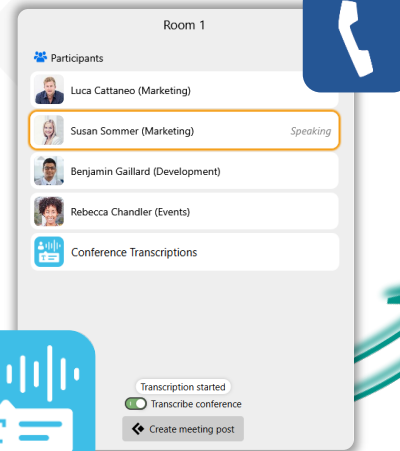 Room 1
Participants
Luca Cattaneo (Marketing)
Susan Sommer (Marketing) Speaking
Benjamin Gaillard (Development)
Rebecca Chandler (Events)
Conference Transcriptions
Transcription started
Transcribe conference
Create meeting post